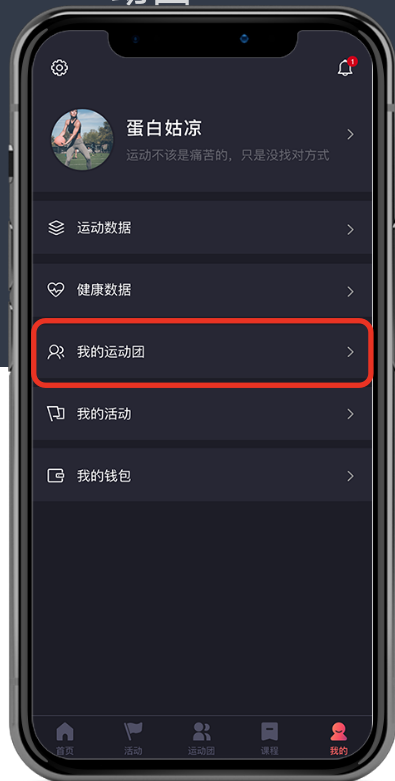 1
蛋白姑凉
运动不该是痛苦的，只是没找对方式
运动数据
健康数据
我的运动团
我的活动
我的钱包
首页
活动
运动团
课程
我的